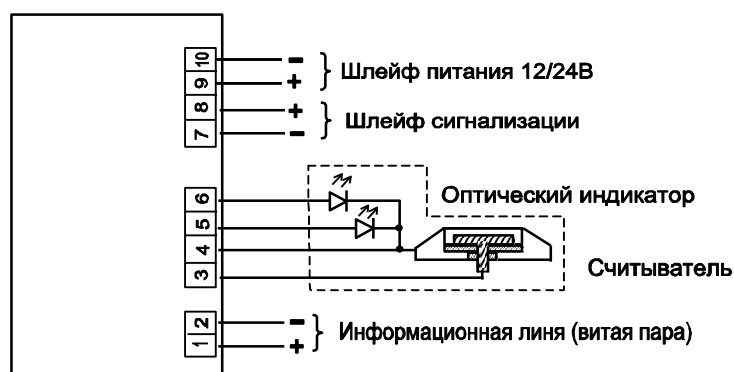 10 − Шлейф питания 12/24В
9 +
8 + Шлейф сигнализации
7 −
6
5
4
3
Оптический индикатор
Считыватель
2 − Информационная линя (витая пара)
1 +